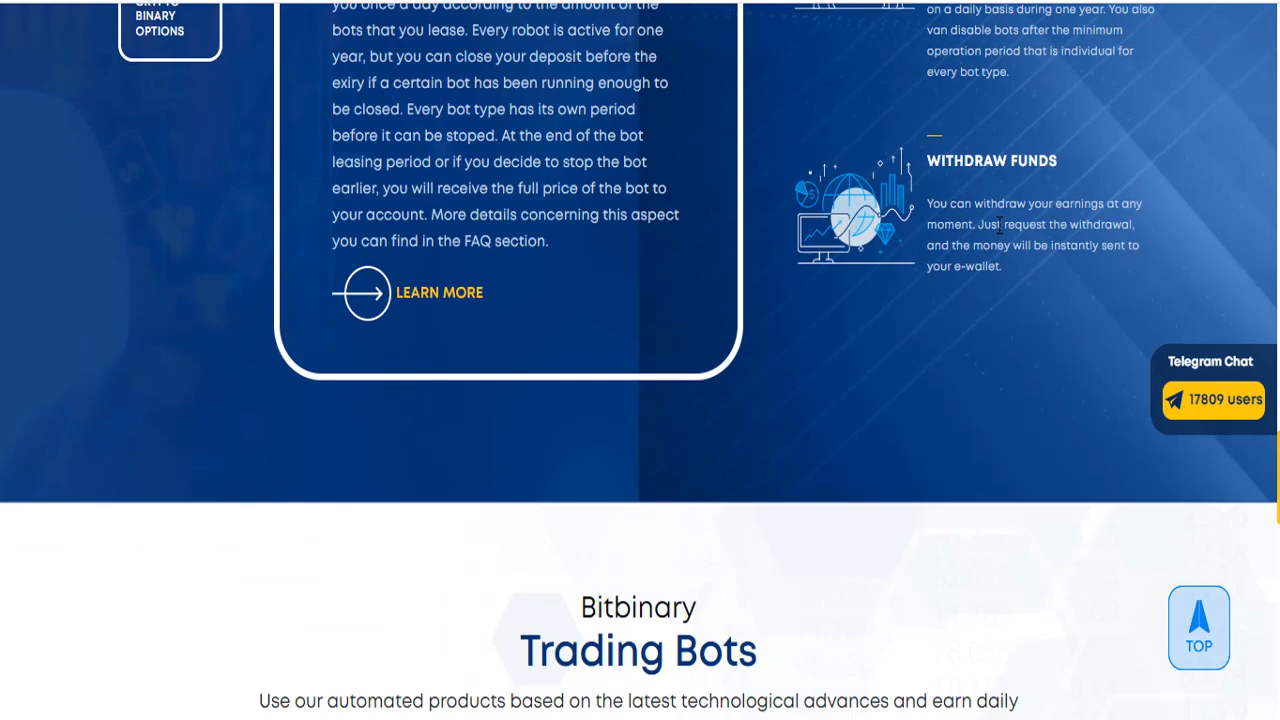 BINARY
OPTIONS
you once a day according to the amount of the
bots that you lease. Every robot is active for one
year, but you can close your deposit before the
exiry if a certain bot has been running enough to
be closed. Every bot type has its own period
before it can be stoped. At the end of the bot
leasing period or if you decide to stop the bot
earlier, you will receive the full price of the bot to
your account. More details concerning this aspect
you can find in the FAQ section.
LEARN MORE
on a daily basis during one year. You also
van disable bots after the minimum
operation period that is individual for
every bot type.
WITHDRAW FUNDS
You can withdraw your earnings at any
moment. Just request the withdrawal,
and the money will be instantly sent to
your e-wallet.
Telegram Chat
17809 users
Bitbinary
Trading Bots
TOP
Use our automated products based on the latest technological advances and earn daily